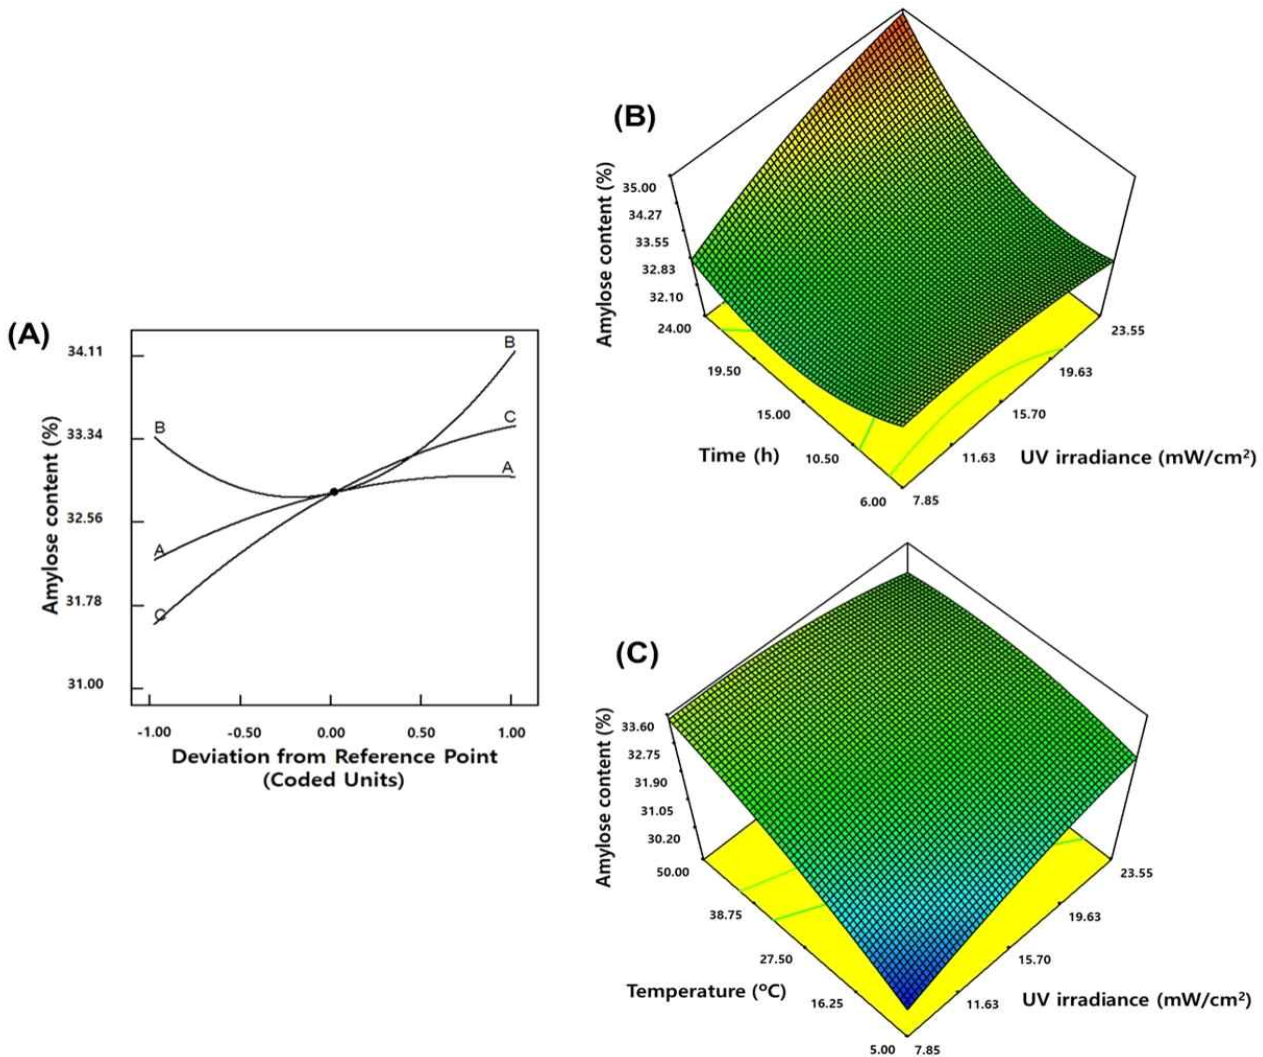 (A)
Amylose content (%)
34.11
33.34
32.56
31.78
31.00
B
A
C
B
C
A
-1.00 -0.50 0.00 0.50 1.00
Deviation from Reference Point
(Coded Units)
(B)
Amylose content (%)
35.00
34.27
33.55
32.83
32.10
24.00
19.50
15.00
10.50
6.00
Time (h)
7.85
11.63
15.70
19.63
23.55
UV irradiance (mW/cm²)
(C)
Amylose content (%)
33.60
32.75
31.90
31.05
30.20
50.00
38.75
27.50
16.25
5.00
Temperature (ºC)
7.85
11.63
15.70
19.63
23.55
UV irradiance (mW/cm²)